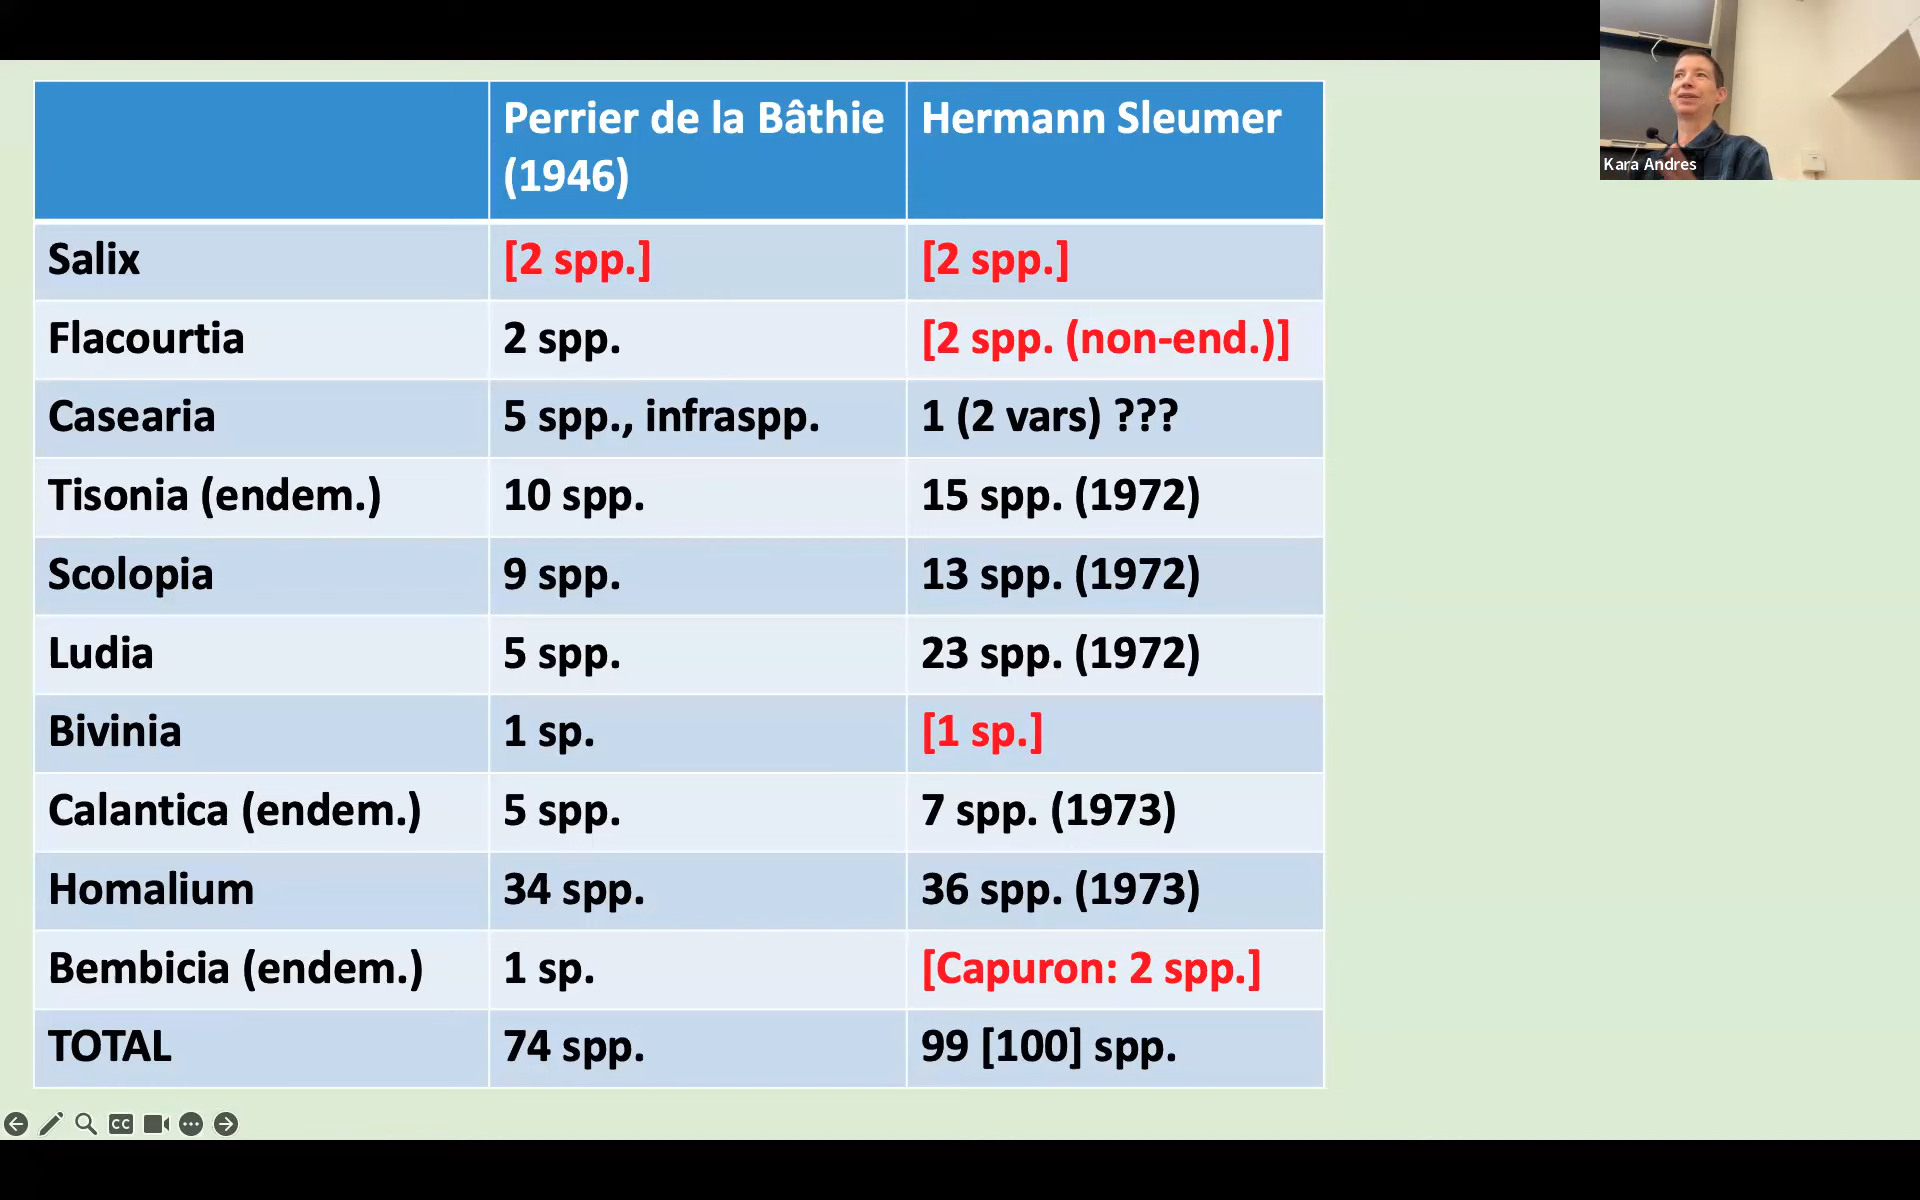 Perrier de la Bâthie (1946)
Hermann Sleumer
Salix
[2 spp.]
[2 spp.]
Flacourtia
2 spp.
[2 spp. (non-end.)]
Casearia
5 spp., infraspp.
1 (2 vars) ???
Tisonia (endem.)
10 spp.
15 spp. (1972)
Scolopia
9 spp.
13 spp. (1972)
Ludia
5 spp.
23 spp. (1972)
Bivinia
1 sp.
[1 sp.]
Calantica (endem.)
5 spp.
7 spp. (1973)
Homalium
34 spp.
36 spp. (1973)
Bembicia (endem.)
1 sp.
[Capuron: 2 spp.]
TOTAL
74 spp.
99 [100] spp.
Kara Andres
CC